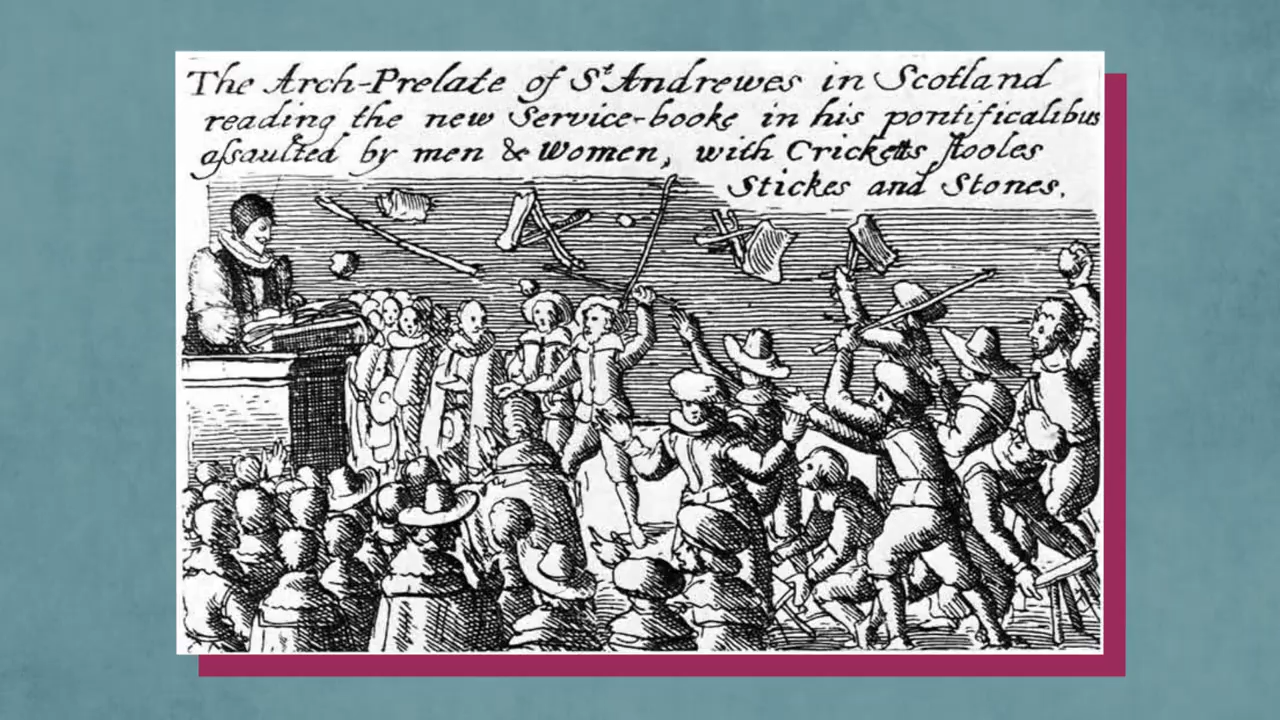 The Arch-Prelate of Sᵗ Andrewes in Scotland
reading the new Service-booke in his pontificalibus
aſsaulted by men & Women, with Cricketts ſtooles
Stickes and Stones.